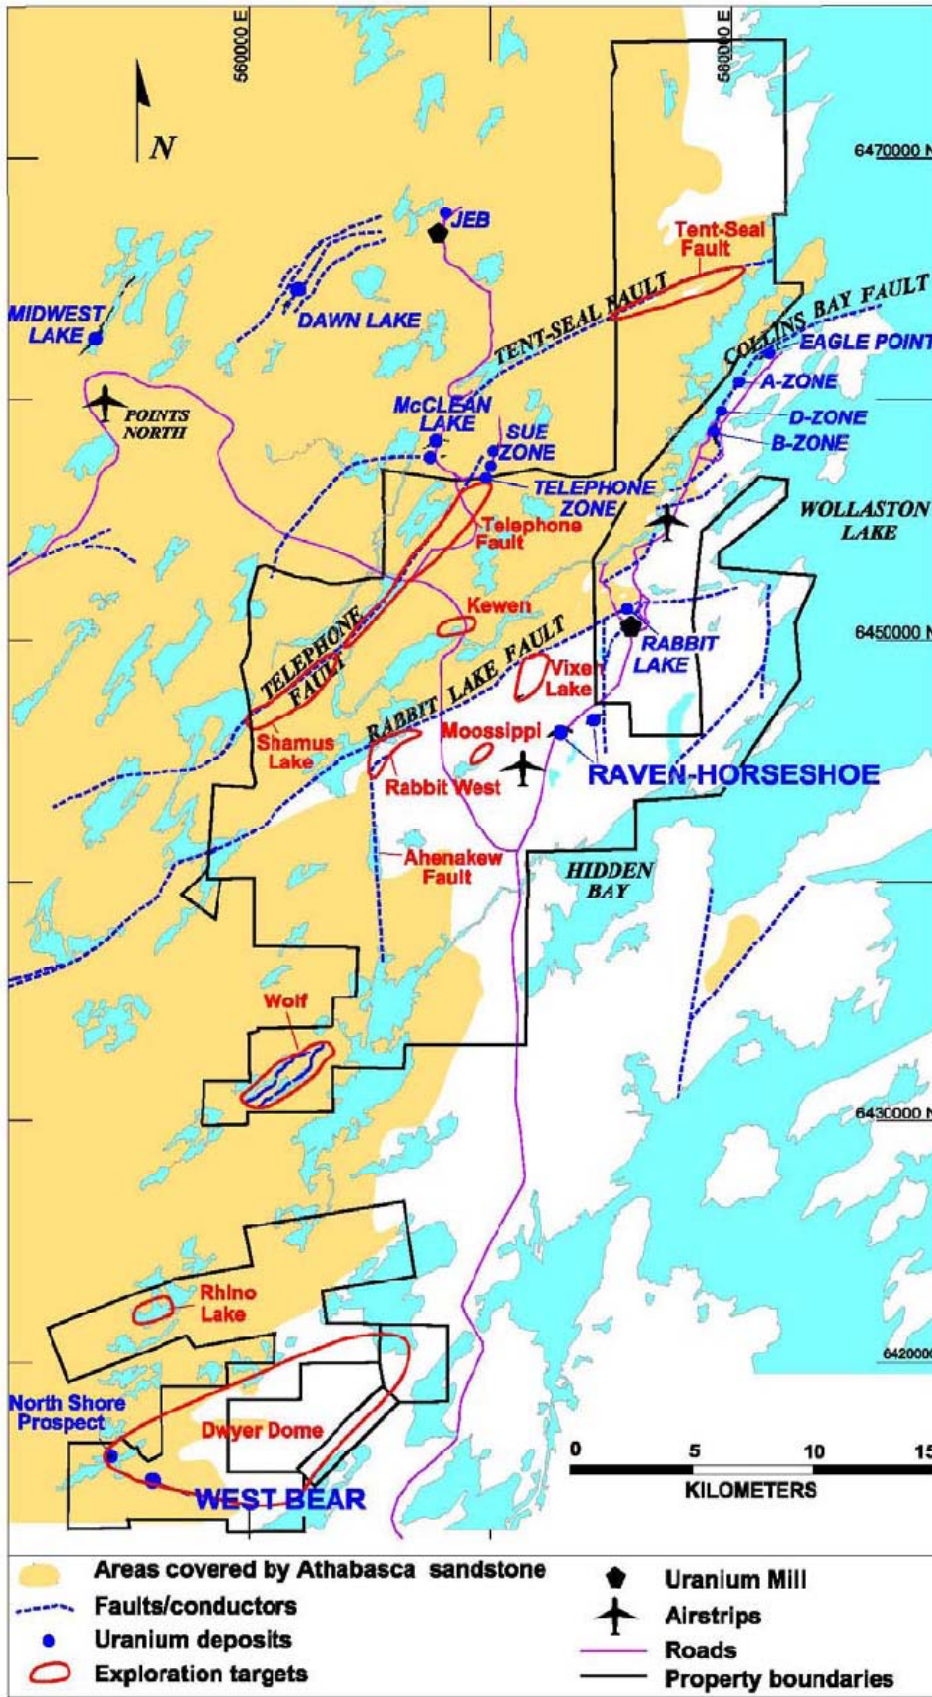 560000 E
580000 E
N
6470000 N
JEB
Tent-Seal
Fault
MIDWEST
LAKE
DAWN LAKE
TENT-SEAL FAULT
COLLINS BAY FAULT
EAGLE POINT
A-ZONE
POINTS
NORTH
McCLEAN
LAKE
SUE
ZONE
D-ZONE
B-ZONE
TELEPHONE
ZONE
WOLLASTON
LAKE
Telephone
Fault
Kewen
TELEPHONE
FAULT
RABBIT LAKE FAULT
6450000 N
RABBIT
LAKE
Vixen
Lake
Shamus
Lake
Moossippi
Rabbit West
RAVEN-HORSESHOE
Ahenakew
Fault
HIDDEN
BAY
Wolf
6430000 N
Rhino
Lake
6420000
North Shore
Prospect
Dwyer Dome
WEST BEAR
0 5 10 15
KILOMETERS
Areas covered by Athabasca sandstone
Faults/conductors
Uranium deposits
Exploration targets
Uranium Mill
Airstrips
Roads
Property boundaries